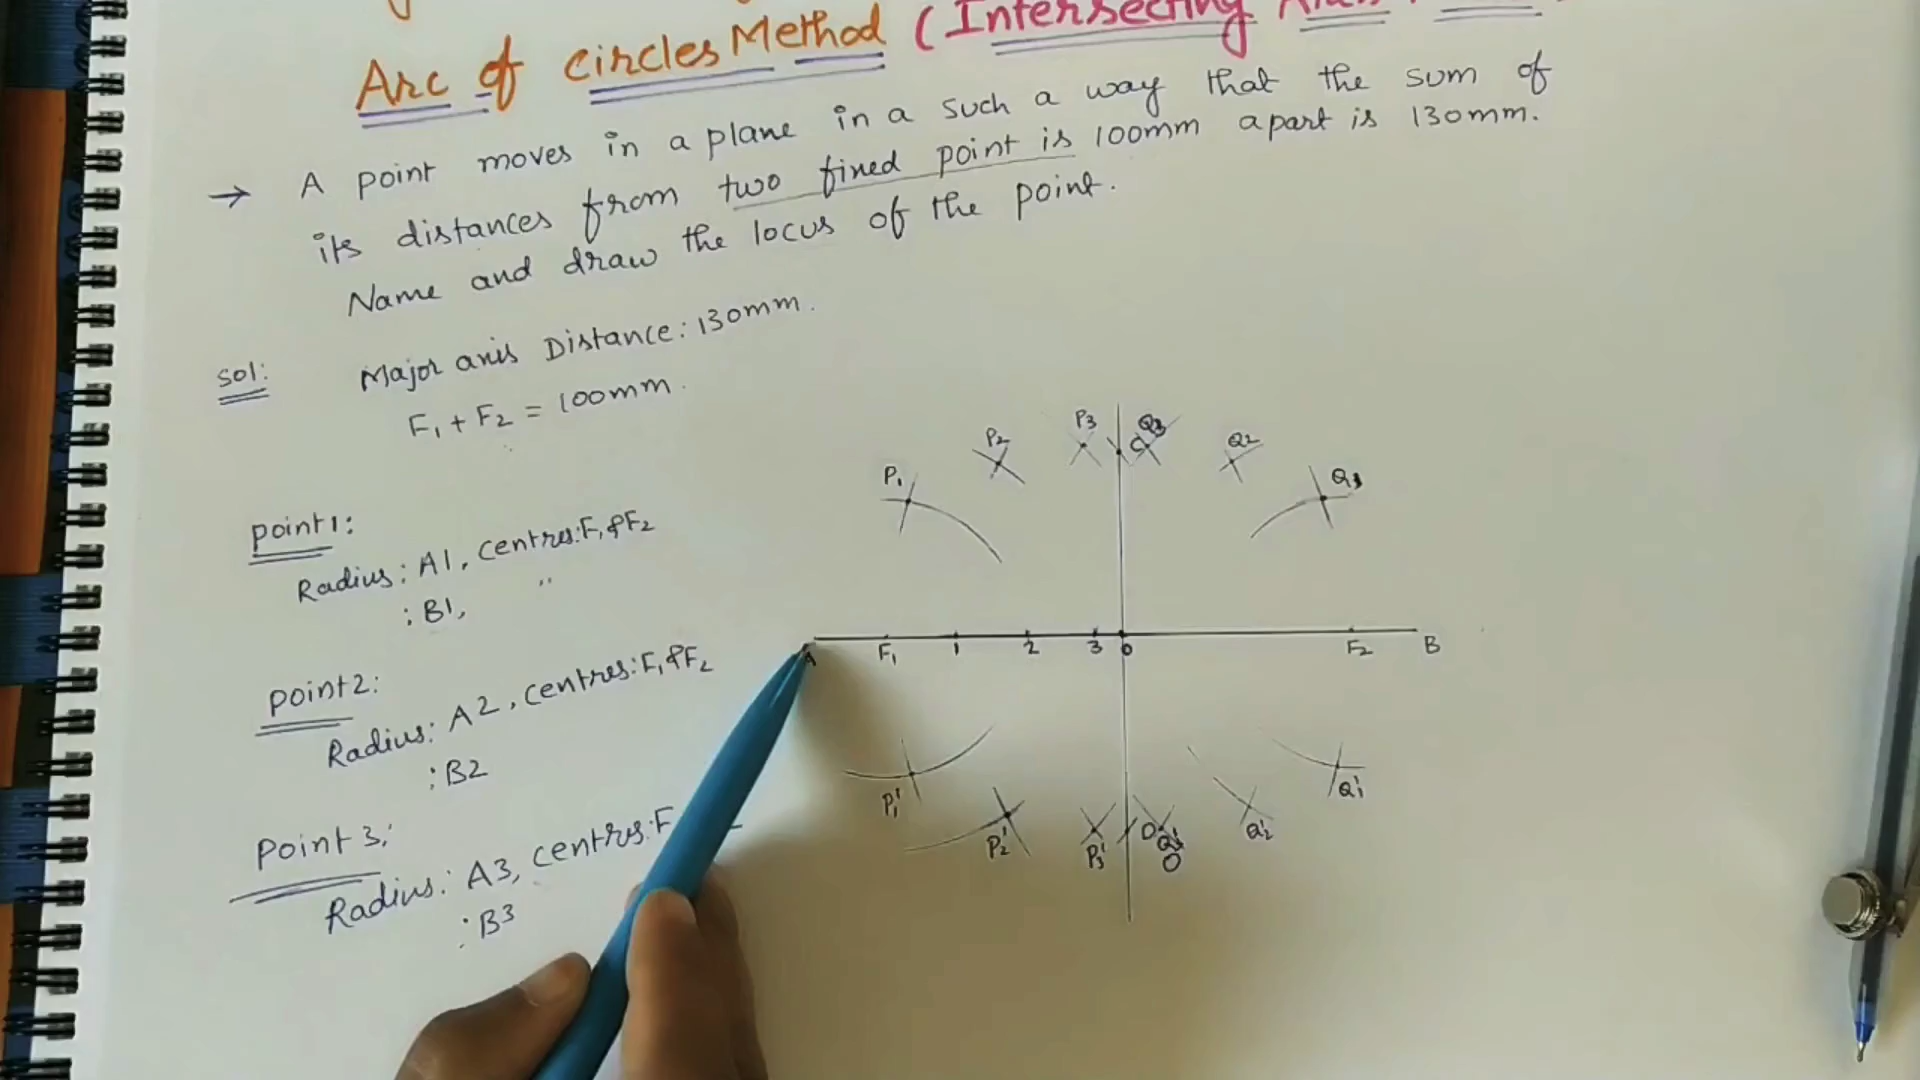 Arc of circles Method (Intersecting
→ A point moves in a plane in a such a way that the sum of
its distances from two fixed point is 100mm apart is 130mm.
Name and draw the locus of the point.
Sol: Major axis Distance: 130mm.
F1 + F2 = 100mm.
Point 1:
Radius: A1, Centres: F1 & F2
: B1, "
Point 2:
Radius: A2, Centres: F1 & F2
: B2
Point 3:
Radius: A3, Centres: F
: B3
P1
P2
P3
C
Q3
Q2
Q1
A
F1
1
2
3
O
F2
B
P1'
P2'
P3'
D
Q3'
O
Q2'
Q1'